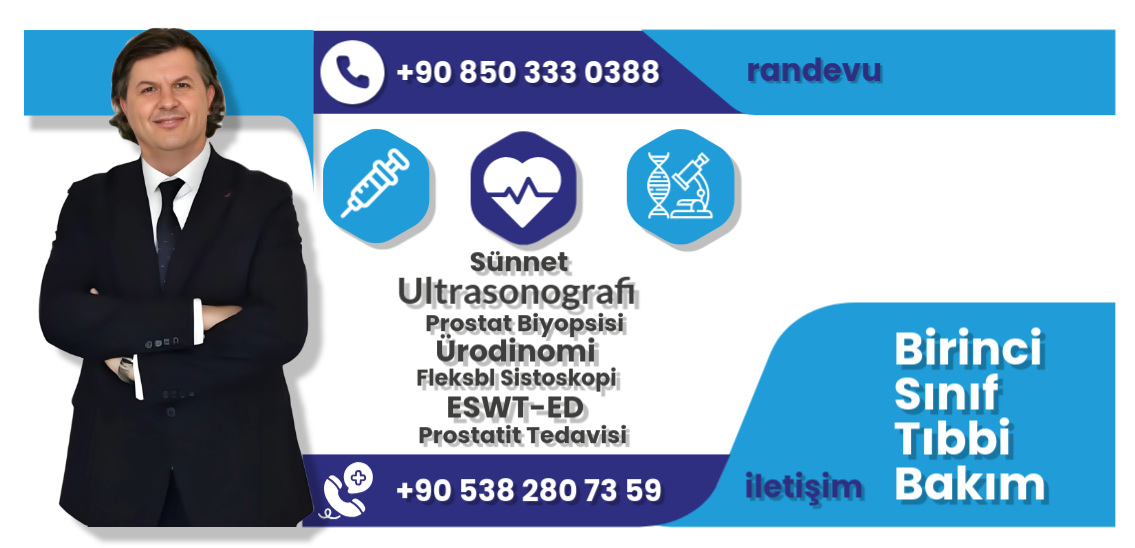 +90 850 333 0388
randevu
Sünnet
Ultrasonografi
Prostat Biyopsisi
Ürodinomi
Fleksbl Sistoskopi
ESWT-ED
Prostatit Tedavisi
Birinci
Sınıf
Tıbbi
Bakım
+90 538 280 73 59
iletişim